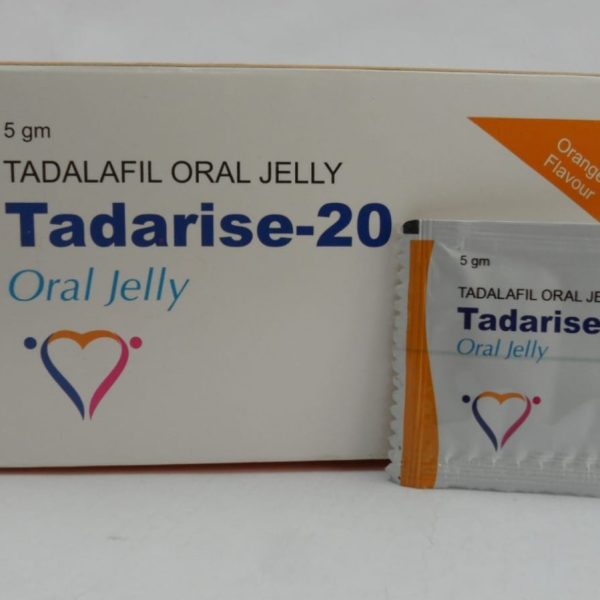 5 gm
TADALAFIL ORAL JELLY
Tadarise-20
Oral Jelly
Orange
Flavour
5 gm
TADALAFIL ORAL JE
Tadarise
Oral Jelly